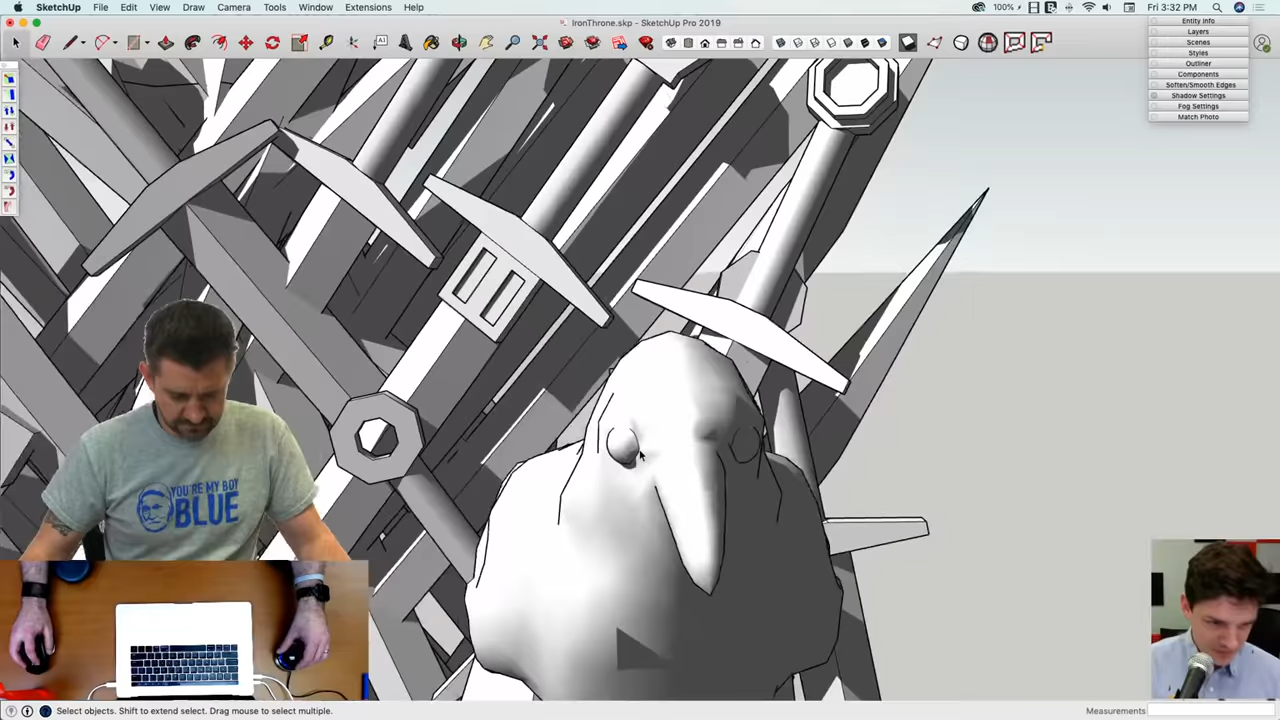 SketchUp File Edit View Draw Camera Tools Window Extensions Help
100% Fri 3:32 PM
IronThrone.skp - SketchUp Pro 2019
Entity Info
Layers
Scenes
Styles
Outliner
Components
Soften/Smooth Edges
Shadow Settings
Fog Settings
Match Photo
YOU'RE MY BOY
BLUE
Select objects. Shift to extend select. Drag mouse to select multiple.
Measurements